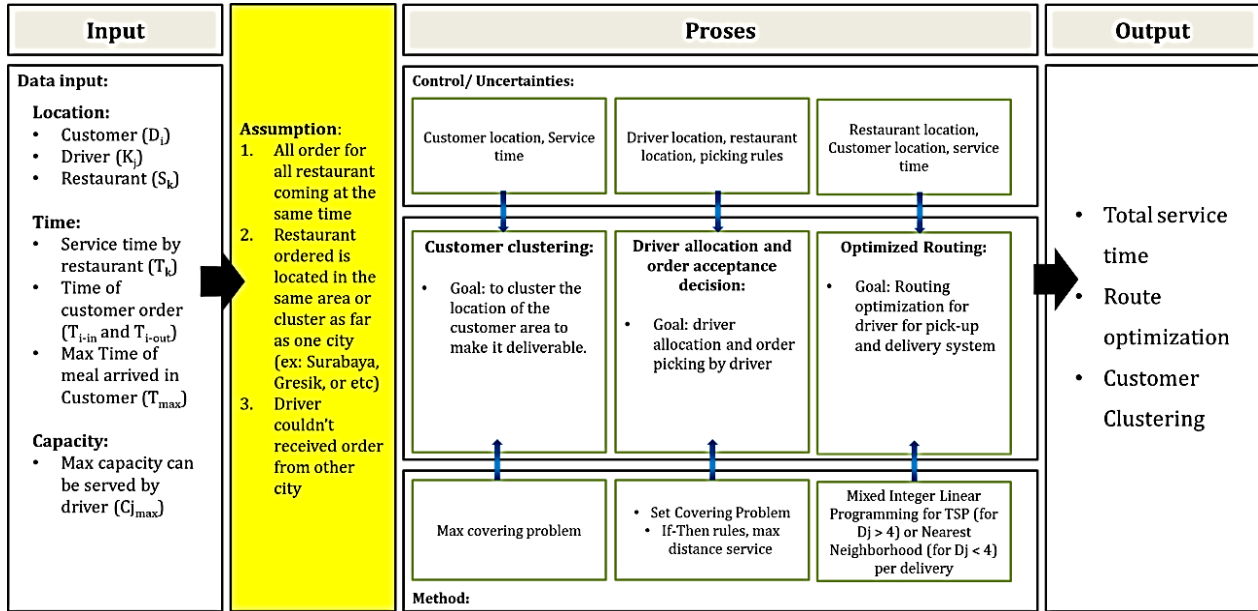 Input
Data input:
Location:
• Customer (Di)
• Driver (Kj)
• Restaurant (Sk)
Time:
• Service time by
restaurant (Tk)
• Time of
customer order
(Ti-in and Ti-out)
• Max Time of
meal arrived in
Customer (Tmax)
Capacity:
• Max capacity can
be served by
driver (Cjmax)
Assumption:
1. All order for
all restaurant
coming at the
same time
2. Restaurant
ordered is
located in the
same area or
cluster as far
as one city
(ex: Surabaya,
Gresik, or etc)
3. Driver
couldn't
received order
from other
city
Proses
Control/ Uncertainties:
Customer location, Service
time
Driver location, restaurant
location, picking rules
Restaurant location,
Customer location, service
time
Customer clustering:
• Goal: to cluster the
location of the
customer area to
make it deliverable.
Driver allocation and
order acceptance
decision:
• Goal: driver
allocation and order
picking by driver
Optimized Routing:
• Goal: Routing
optimization for
driver for pick-up
and delivery system
Max covering problem
• Set Covering Problem
• If-Then rules, max
distance service
Mixed Integer Linear
Programming for TSP (for
Dj > 4) or Nearest
Neighborhood (for Dj < 4)
per delivery
Method:
Output
• Total service
time
• Route
optimization
• Customer
Clustering